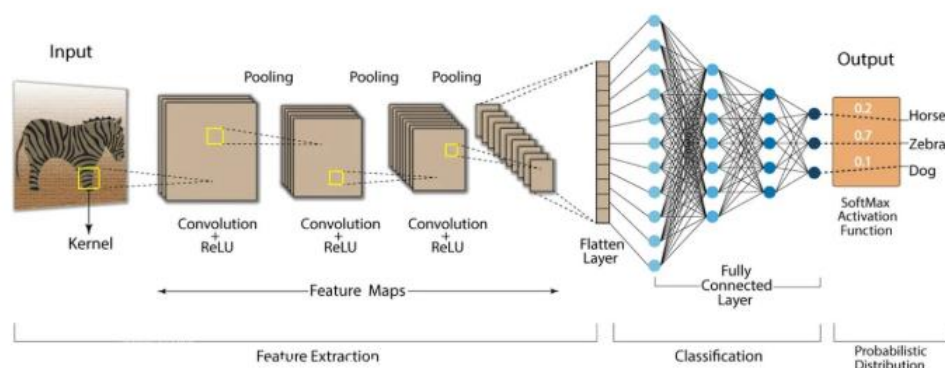 Input
Pooling
Pooling
Pooling
Output
0.2
Horse
0.7
Zebra
0.1
Dog
Kernel
Convolution
+
ReLU
Convolution
+
ReLU
Convolution
+
ReLU
Flatten
Layer
SoftMax
Activation
Function
Feature Maps
Fully
Connected
Layer
Feature Extraction
Classification
Probabilistic
Distribution